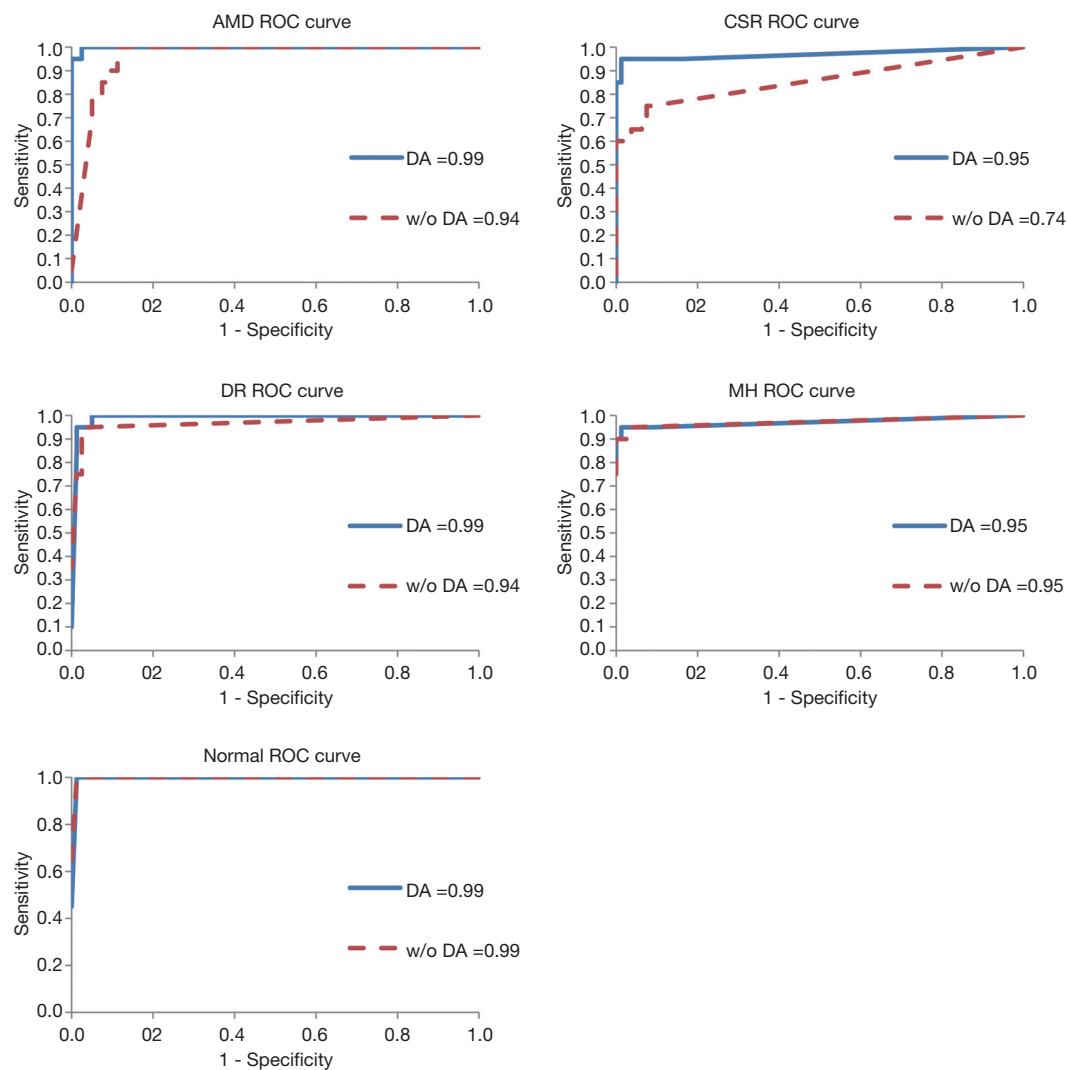 AMD ROC curve
1.0
0.9
0.8
0.7
0.6
0.5
0.4
0.3
0.2
0.1
0.0
Sensitivity
DA =0.99
w/o DA =0.94
0.0 02 0.4 0.6 0.8 1.0
1 - Specificity
CSR ROC curve
1.0
0.9
0.8
0.7
0.6
0.5
0.4
0.3
0.2
0.1
0.0
Sensitivity
DA =0.95
w/o DA =0.74
0.0 02 0.4 0.6 0.8 1.0
1 - Specificity
DR ROC curve
1.0
0.9
0.8
0.7
0.6
0.5
0.4
0.3
0.2
0.1
0.0
Sensitivity
DA =0.99
w/o DA =0.94
0.0 02 0.4 0.6 0.8 1.0
1 - Specificity
MH ROC curve
1.0
0.9
0.8
0.7
0.6
0.5
0.4
0.3
0.2
0.1
0.0
Sensitivity
DA =0.95
w/o DA =0.95
0.0 02 0.4 0.6 0.8 1.0
1 - Specificity
Normal ROC curve
1.0
0.8
0.6
0.4
0.2
0.0
Sensitivity
DA =0.99
w/o DA =0.99
0.0 02 0.4 0.6 0.8 1.0
1 - Specificity